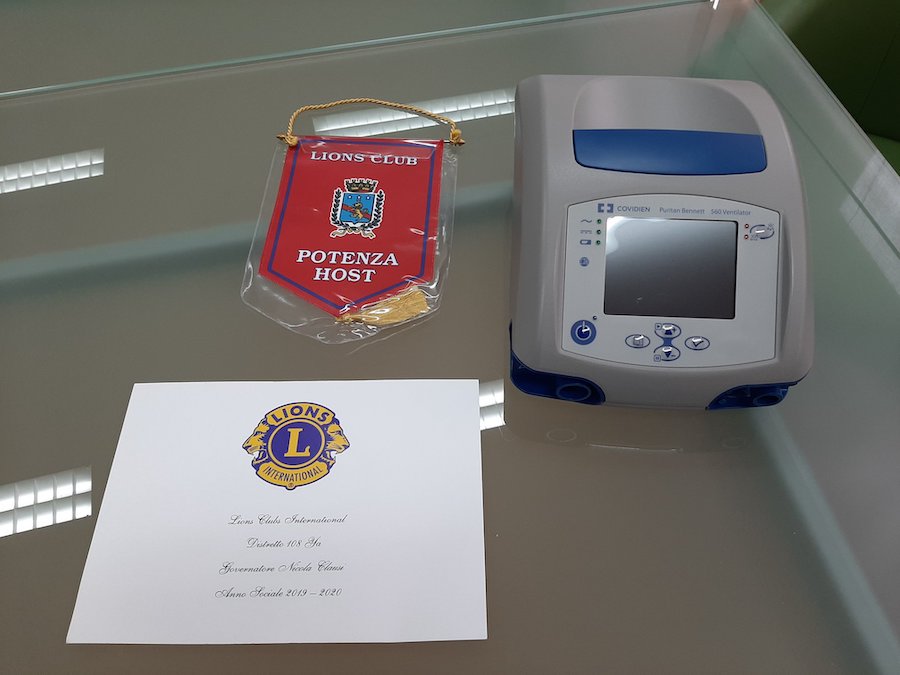 LIONS CLUB
POTENZA
HOST
COVIDIEN Puritan Bennett 560 Ventilator
LIONS
L
INTERNATIONAL
Lions Clubs International
Distretto 108 Ya
Governatore Nicola Clausi
Anno Sociale 2019 – 2020